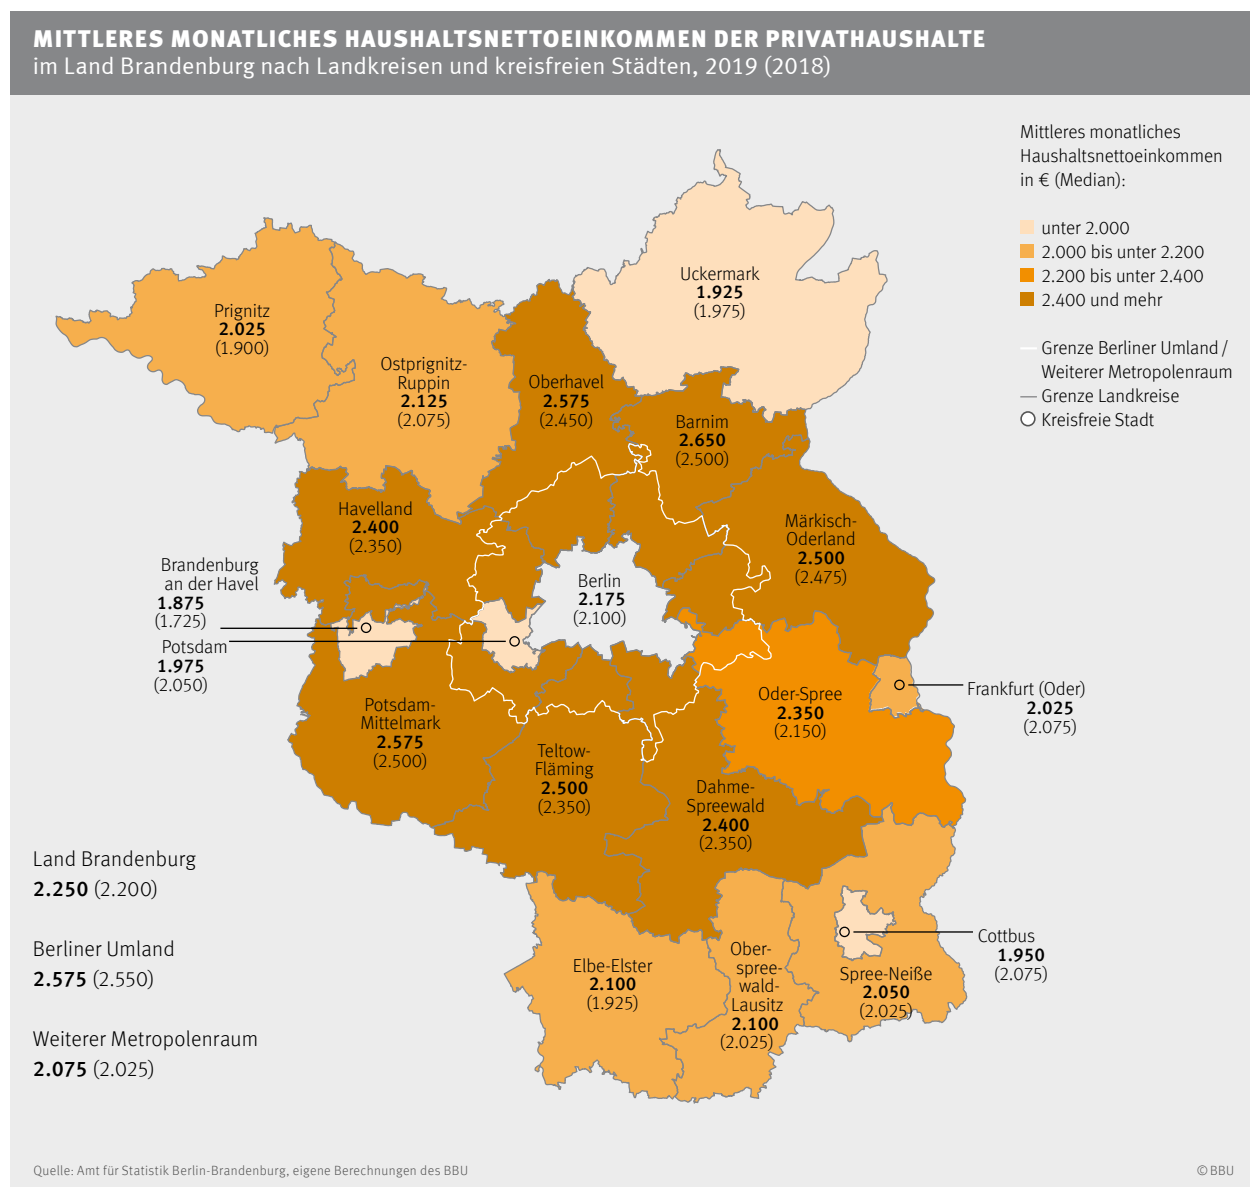 MITTLERES MONATLICHES HAUSHALTSNETTOEINKOMMEN DER PRIVATHAUSHALTE
im Land Brandenburg nach Landkreisen und kreisfreien Städten, 2019 (2018)
Mittleres monatliches
Haushaltsnettoeinkommen
in € (Median):
unter 2.000
2.000 bis unter 2.200
2.200 bis unter 2.400
2.400 und mehr
Grenze Berliner Umland /
Weiterer Metropolenraum
Grenze Landkreise
Kreisfreie Stadt
Uckermark
1.925
(1.975)
Prignitz
2.025
(1.900)
Ostprignitz-
Ruppin
2.125
(2.075)
Oberhavel
2.575
(2.450)
Barnim
2.650
(2.500)
Havelland
2.400
(2.350)
Märkisch-
Oderland
2.500
(2.475)
Brandenburg
an der Havel
1.875
(1.725)
Berlin
2.175
(2.100)
Potsdam
1.975
(2.050)
Frankfurt (Oder)
2.025
(2.075)
Oder-Spree
2.350
(2.150)
Potsdam-
Mittelmark
2.575
(2.500)
Teltow-
Fläming
2.500
(2.350)
Dahme-
Spreewald
2.400
(2.350)
Land Brandenburg
2.250 (2.200)
Berliner Umland
2.575 (2.550)
Weiterer Metropolenraum
2.075 (2.025)
Elbe-Elster
2.100
(1.925)
Ober-
spree-
wald-
Lausitz
2.100
(2.025)
Cottbus
1.950
(2.075)
Spree-Neiße
2.050
(2.025)
Quelle: Amt für Statistik Berlin-Brandenburg, eigene Berechnungen des BBU
© BBU